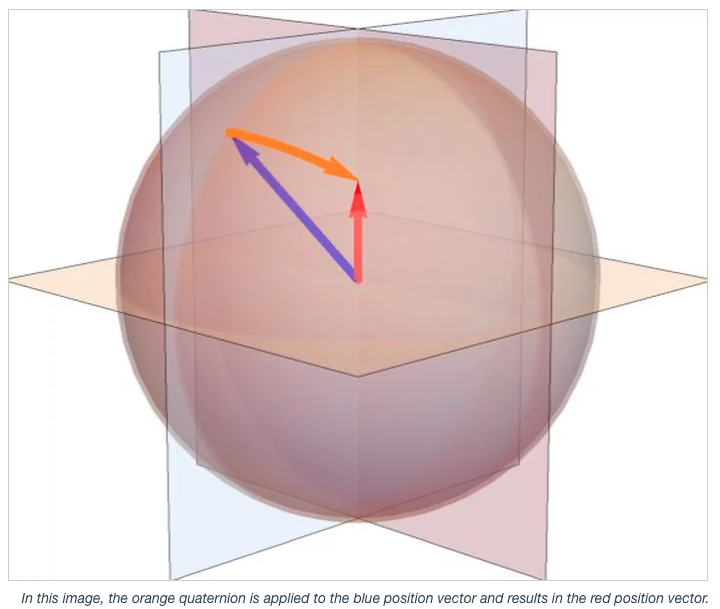 In this image, the orange quaternion is applied to the blue position vector and results in the red position vector.